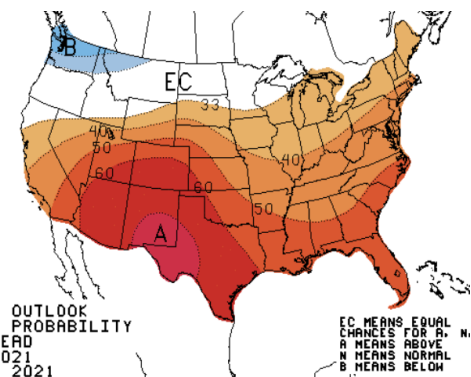 B
EC
33
40
50
60
60
40
50
A
OUTLOOK
PROBABILITY
EAD
021
2021
EC MEANS EQUAL
CHANCES FOR A, N,
A MEANS ABOVE
N MEANS NORMAL
B MEANS BELOW